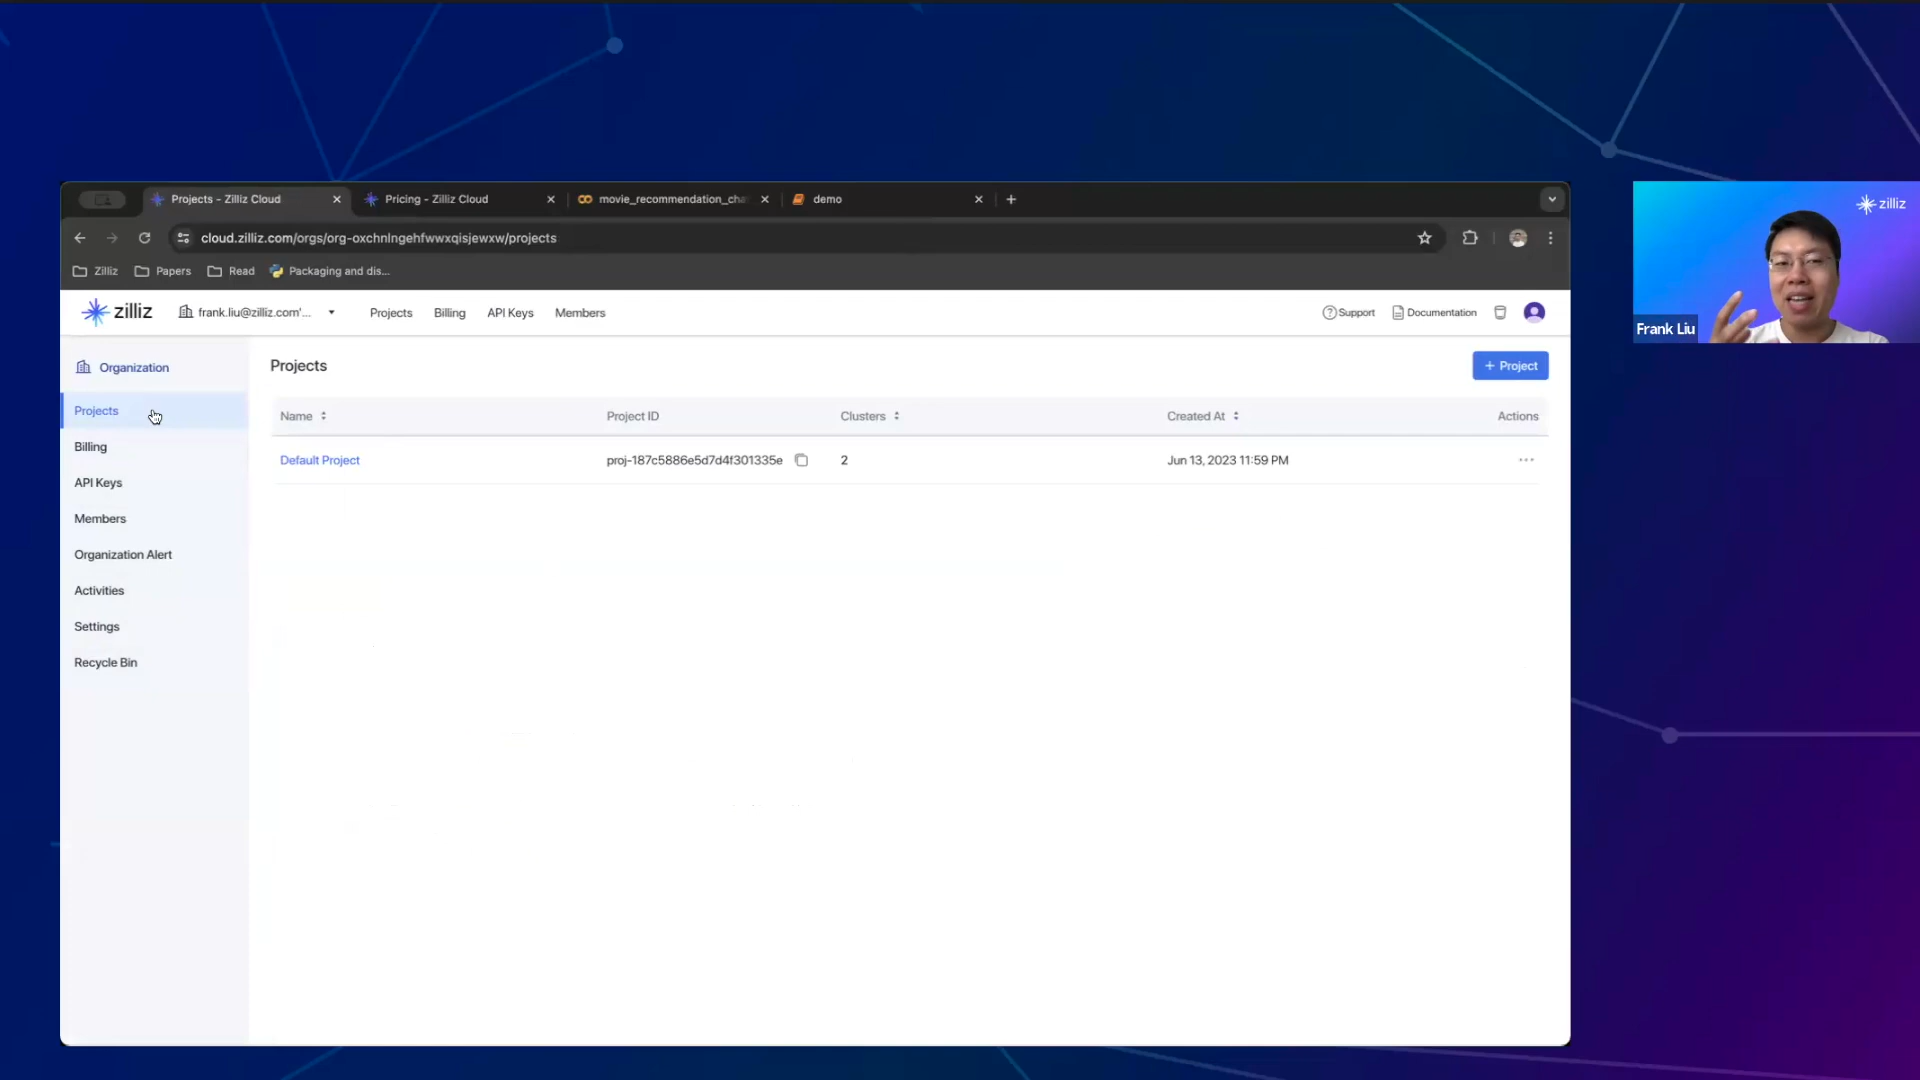 Projects - Zilliz Cloud
Pricing - Zilliz Cloud
movie_recommendation_cha
demo
cloud.zilliz.com/orgs/org-oxchnlngehfwwxqisjewxw/projects
Zilliz
Papers
Read
Packaging and dis...
zilliz
frank.liu@zilliz.com'...
Projects
Billing
API Keys
Members
Support
Documentation
zilliz
Frank Liu
Organization
Projects
Billing
API Keys
Members
Organization Alert
Activities
Settings
Recycle Bin
Projects
+ Project
Name
Project ID
Clusters
Created At
Actions
Default Project
proj-187c5886e5d7d4f301335e
2
Jun 13, 2023 11:59 PM